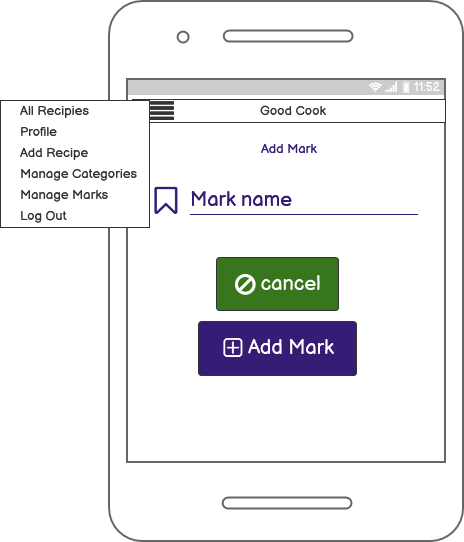 11:52
Good Cook
All Recipies
Profile
Add Recipe
Manage Categories
Manage Marks
Log Out
Add Mark
Mark name
cancel
Add Mark